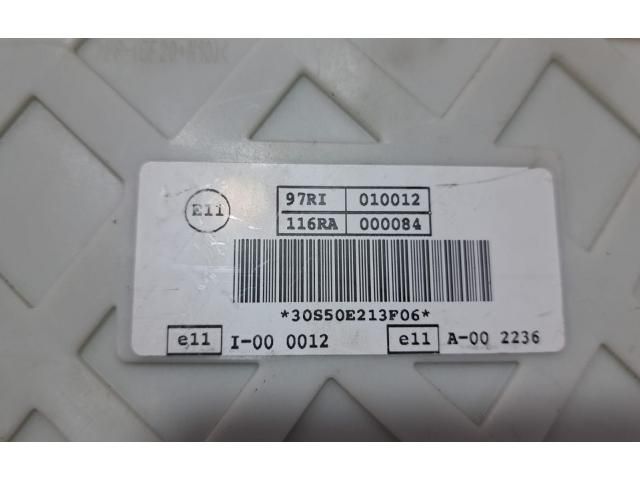 E11
97RI 010012
116RA 000084
*30S50E213F06*
e11 I-00 0012 e11 A-00 2236